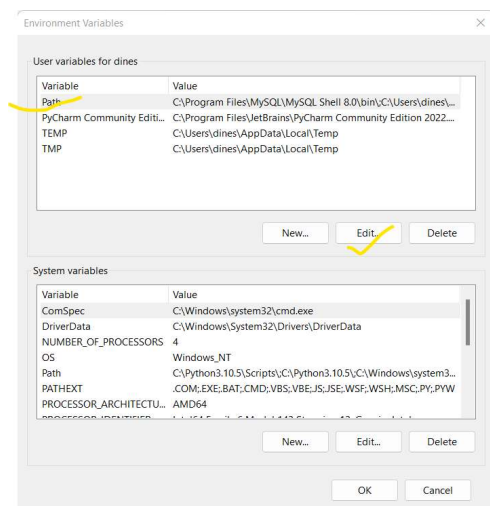 Environment Variables
User variables for dines
Variable Value
Path C:\Program Files\MySQL\MySQL Shell 8.0\bin\;C:\Users\dines\...
PyCharm Community Editi... C:\Program Files\JetBrains\PyCharm Community Edition 2022....
TEMP C:\Users\dines\AppData\Local\Temp
TMP C:\Users\dines\AppData\Local\Temp
New... Edit... Delete
System variables
Variable Value
ComSpec C:\Windows\system32\cmd.exe
DriverData C:\Windows\System32\Drivers\DriverData
NUMBER_OF_PROCESSORS 4
OS Windows_NT
Path C:\Python3.10.5\Scripts\;C:\Python3.10.5\;C:\Windows\system3...
PATHEXT .COM;.EXE;.BAT;.CMD;.VBS;.VBE;.JS;.JSE;.WSF;.WSH;.MSC;.PY;.PYW
PROCESSOR_ARCHITECTU... AMD64
New... Edit... Delete
OK Cancel